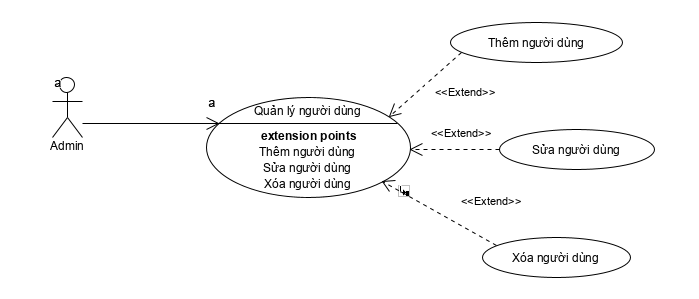 Thêm người dùng
a
<<Extend>>
a
Quản lý người dùng
extension points
Thêm người dùng
Sửa người dùng
Xóa người dùng
<<Extend>>
Sửa người dùng
Admin
<<Extend>>
Xóa người dùng